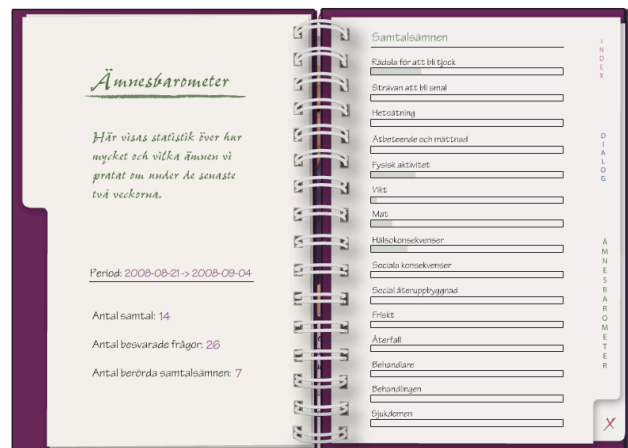 Ämnesbarometer
Här visas statistik över hur
mycket och vilka ämnen vi
pratat om under de senaste
två veckorna.
Period: 2008-08-21 -> 2008-09-04
Antal samtal: 14
Antal besvarade frågor: 26
Antal berörda samtalsämnen: 7
Samtalsämnen
Rädsla för att bli tjock
Strävan att bli smal
Hetsätning
Ätbeteende och mättnad
Fysisk aktivitet
Vikt
Mat
Hälsokonsekvenser
Sociala konsekvenser
Social återuppbyggnad
Friskt
Återfall
Behandlare
Behandlingen
Sjukdomen
INDEX
DIALOG
ÄMNESBAROMETER
X